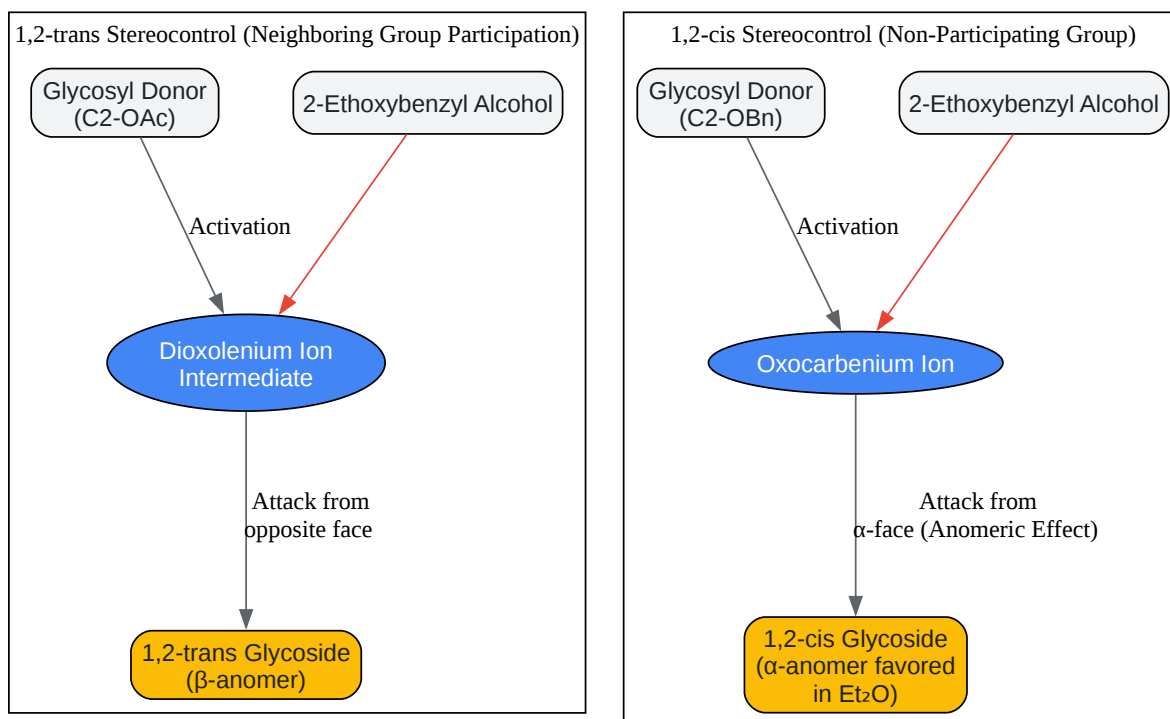 1,2-trans Stereocontrol (Neighboring Group Participation)
Glycosyl Donor
(C2-OAc)
2-Ethoxybenzyl Alcohol
Activation
Dioxolenium Ion
Intermediate
Attack from
opposite face
1,2-trans Glycoside
(β-anomer)
1,2-cis Stereocontrol (Non-Participating Group)
Glycosyl Donor
(C2-OBn)
2-Ethoxybenzyl Alcohol
Activation
Oxocarbenium Ion
Attack from
α-face (Anomeric Effect)
1,2-cis Glycoside
(α-anomer favored
in Et₂O)